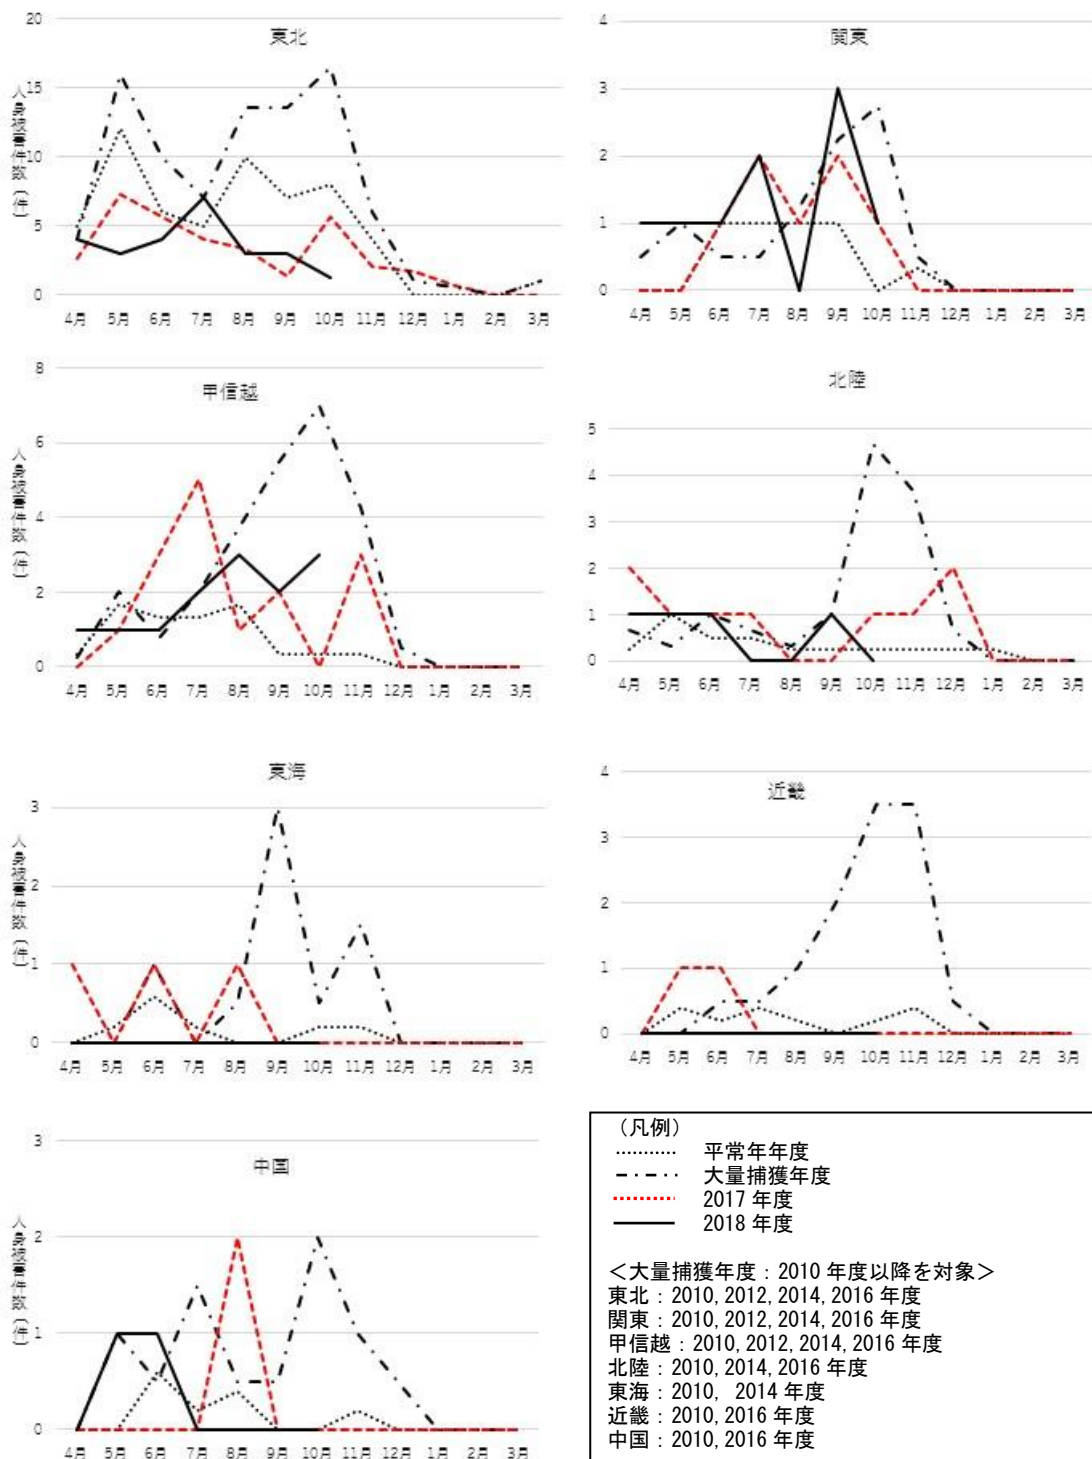 東北
20
15
10
5
0
人身被害件数(件)
4月 5月 6月 7月 8月 9月 10月 11月 12月 1月 2月 3月
関東
4
3
2
1
0
4月 5月 6月 7月 8月 9月 10月 11月 12月 1月 2月 3月
甲信越
8
6
4
2
0
人身被害件数(件)
4月 5月 6月 7月 8月 9月 10月 11月 12月 1月 2月 3月
北陸
5
4
3
2
1
0
4月 5月 6月 7月 8月 9月 10月 11月 12月 1月 2月 3月
東海
3
2
1
0
人身被害件数(件)
4月 5月 6月 7月 8月 9月 10月 11月 12月 1月 2月 3月
近畿
4
3
2
1
0
4月 5月 6月 7月 8月 9月 10月 11月 12月 1月 2月 3月
中国
3
2
1
0
人身被害件数(件)
4月 5月 6月 7月 8月 9月 10月 11月 12月 1月 2月 3月
(凡例)
平常年年度
大量捕獲年度
2017 年度
2018 年度
＜大量捕獲年度：2010 年度以降を対象＞
東北：2010, 2012, 2014, 2016 年度
関東：2010, 2012, 2014, 2016 年度
甲信越：2010, 2012, 2014, 2016 年度
北陸：2010, 2014, 2016 年度
東海：2010, 2014 年度
近畿：2010, 2016 年度
中国：2010, 2016 年度